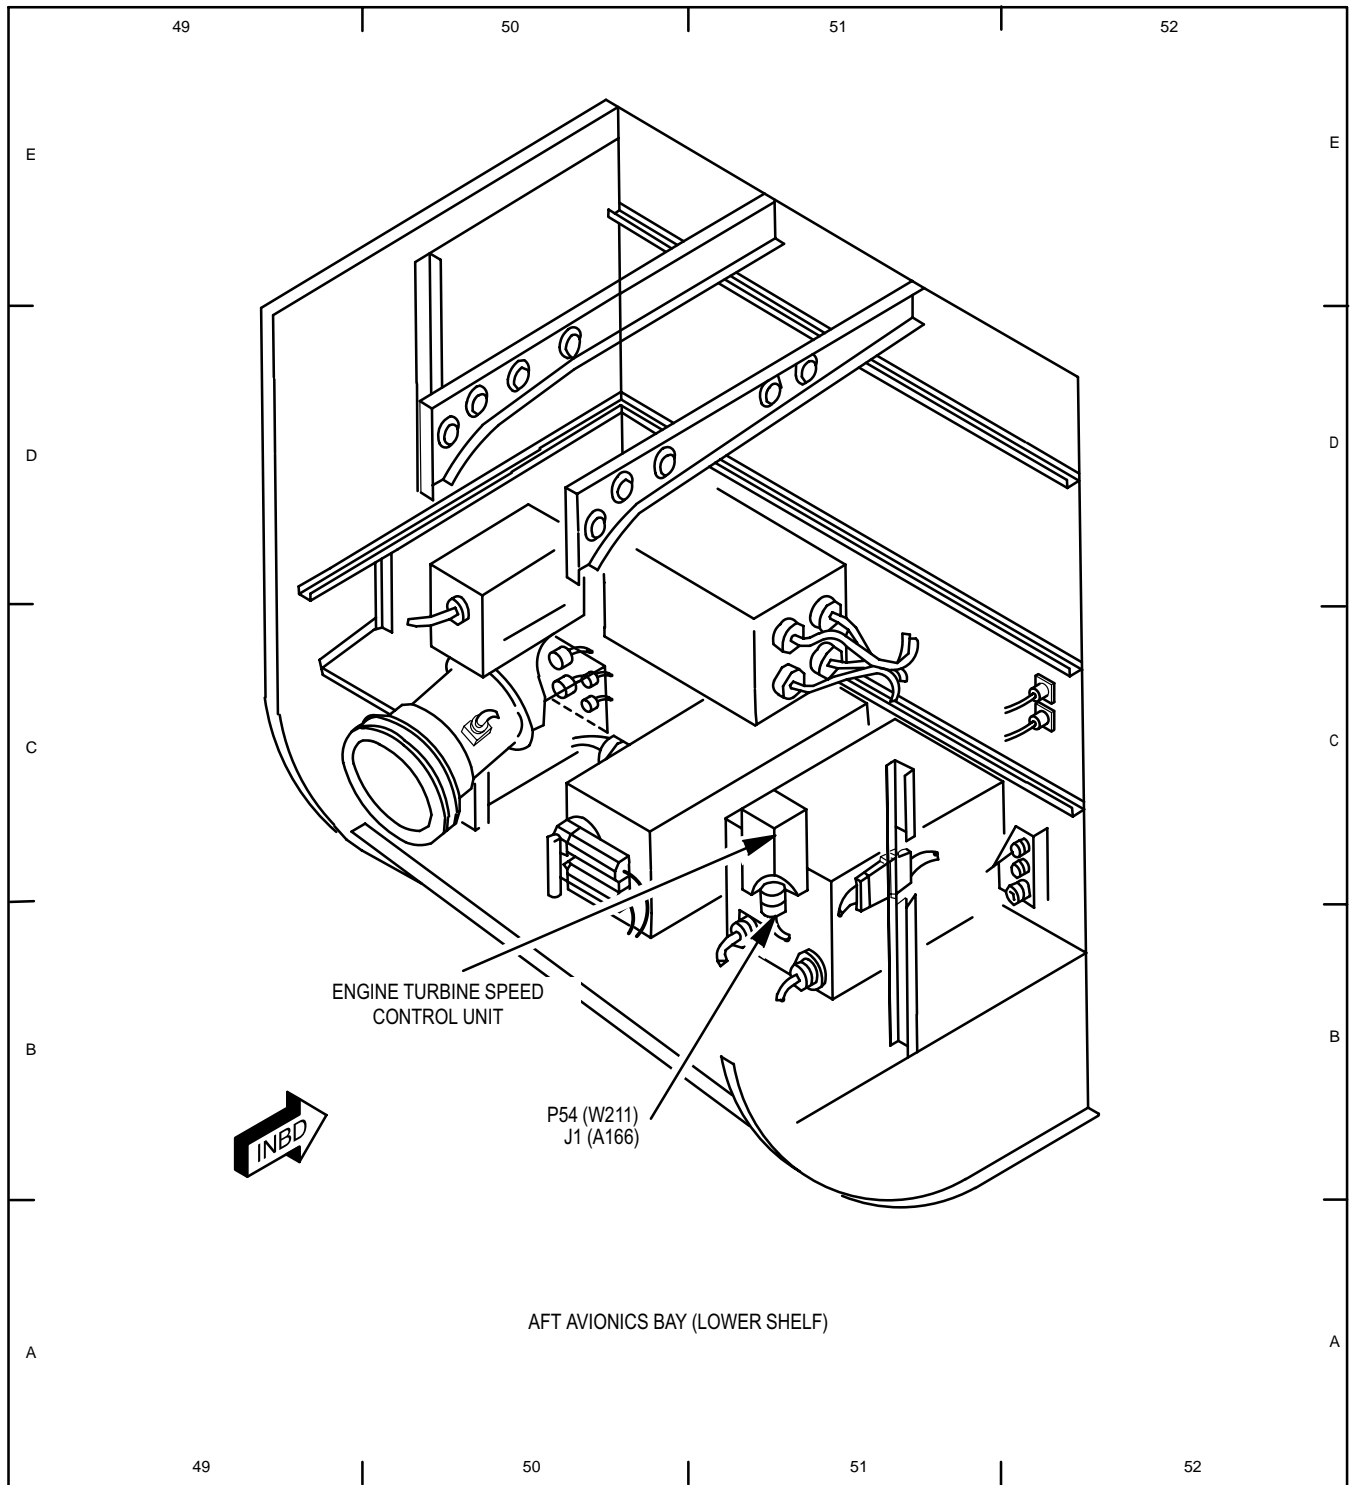 49 50 51 52
E E
D D
C C
ENGINE TURBINE SPEED
CONTROL UNIT
B B
P54 (W211)
J1 (A166)
INBD
AFT AVIONICS BAY (LOWER SHELF)
A A
49 50 51 52